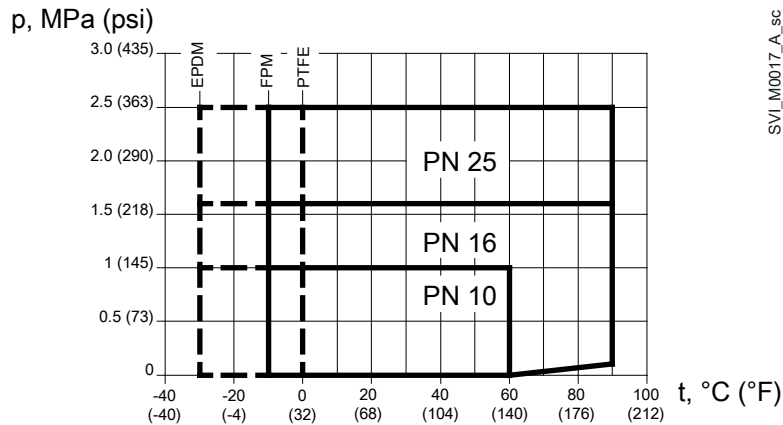 p, MPa (psi)
SVI_M0017_A_sc
EPDM
FPM
PTFE
3.0 (435)
2.5 (363)
2.0 (290)
1.5 (218)
1 (145)
0.5 (73)
0
PN 25
PN 16
PN 10
-40 -20 0 20 40 60 80 100
(-40) (-4) (32) (68) (104) (140) (176) (212)
t, °C (°F)